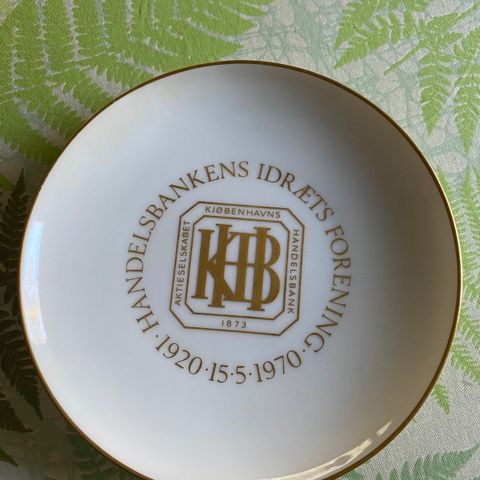 HANDELSBANKENS IDRÆTS FORENING
· 1920 · 15·5 · 1970 ·
AKTIESELSKABET
KJØBENHAVNS
HANDELSBANK
KHB
1873